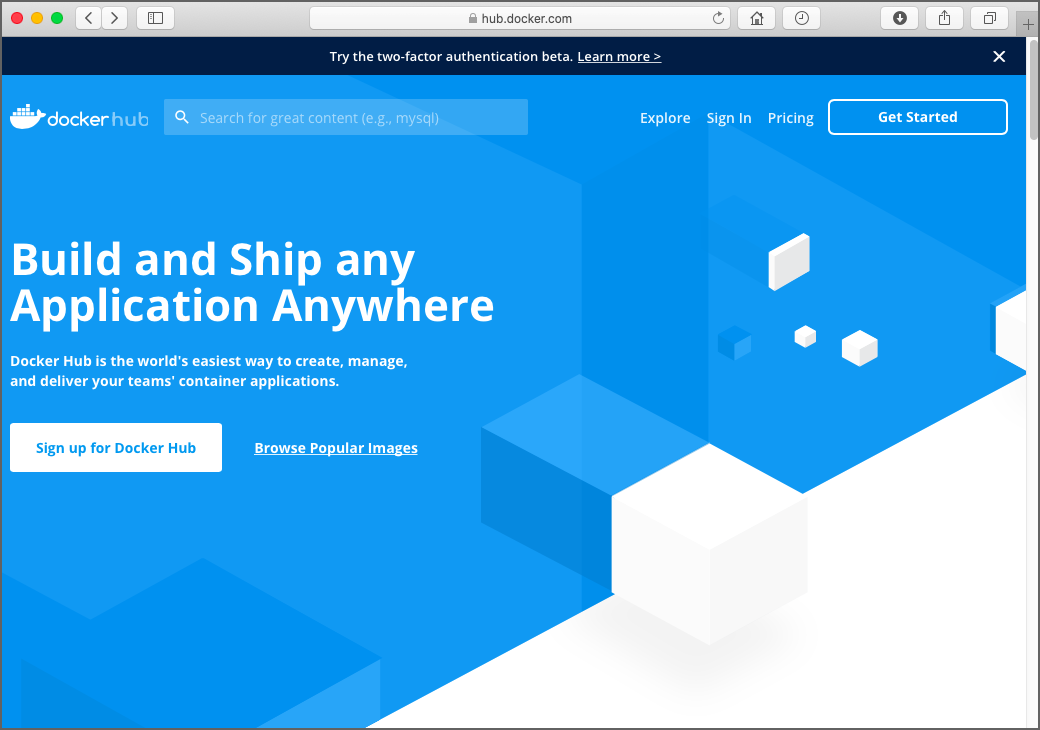 hub.docker.com
Try the two-factor authentication beta. Learn more >
dockerhub
Search for great content (e.g., mysql)
Explore
Sign In
Pricing
Get Started
Build and Ship any
Application Anywhere
Docker Hub is the world's easiest way to create, manage,
and deliver your teams' container applications.
Sign up for Docker Hub
Browse Popular Images